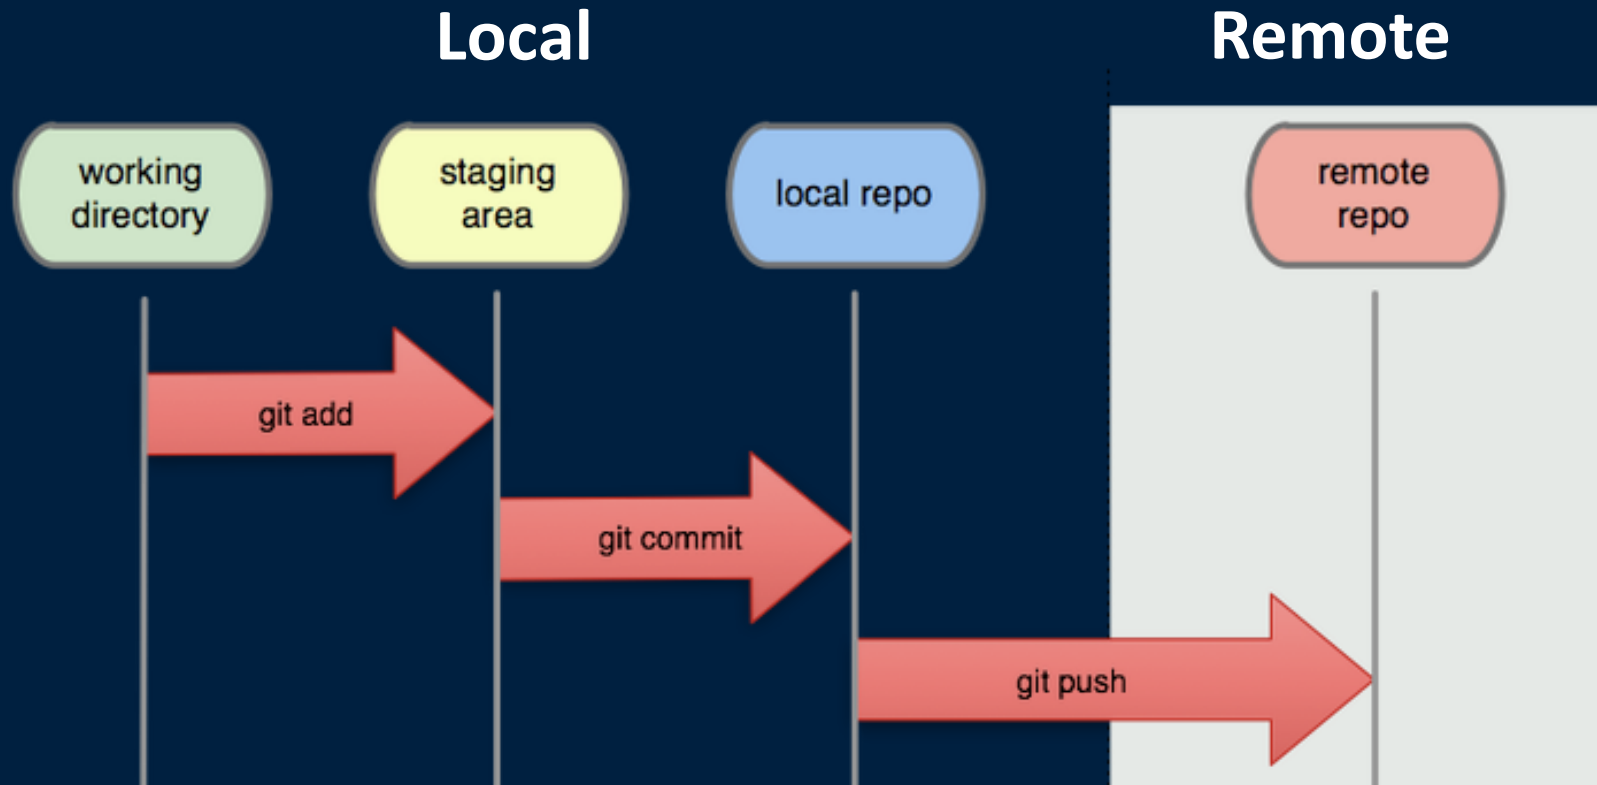 Local
Remote
working
directory
staging
area
local repo
remote
repo
git add
git commit
git push